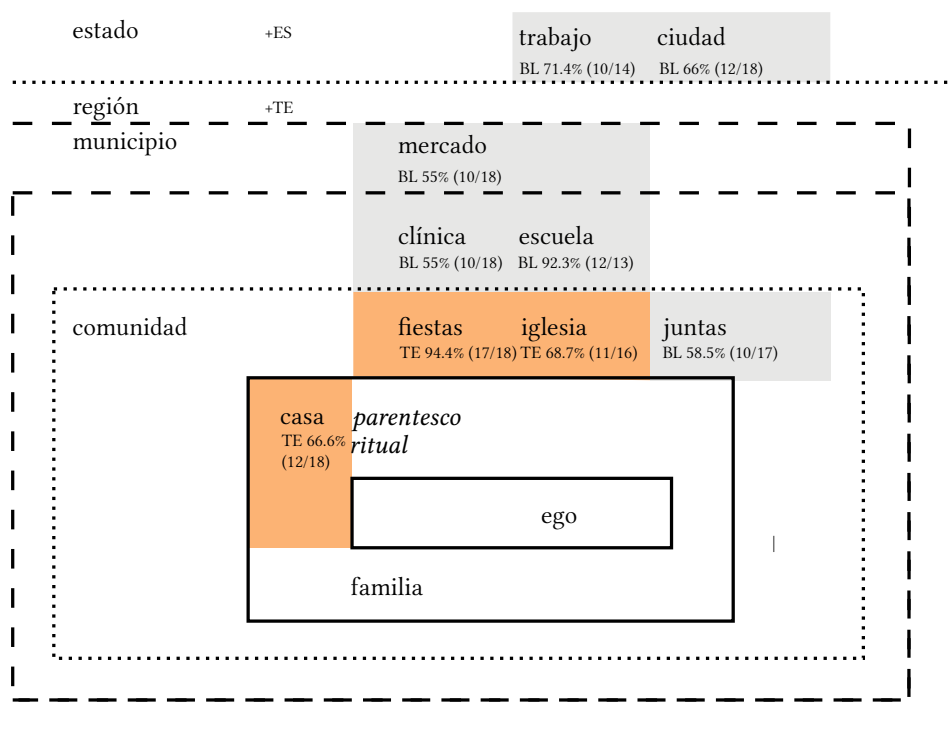 estado +ES trabajo ciudad
BL 71.4% (10/14) BL 66% (12/18)
región +TE
municipio mercado
BL 55% (10/18)
clínica escuela
BL 55% (10/18) BL 92.3% (12/13)
comunidad fiestas iglesia juntas
TE 94.4% (17/18) TE 68.7% (11/16) BL 58.5% (10/17)
casa parentesco
TE 66.6% ritual
(12/18)
ego
familia